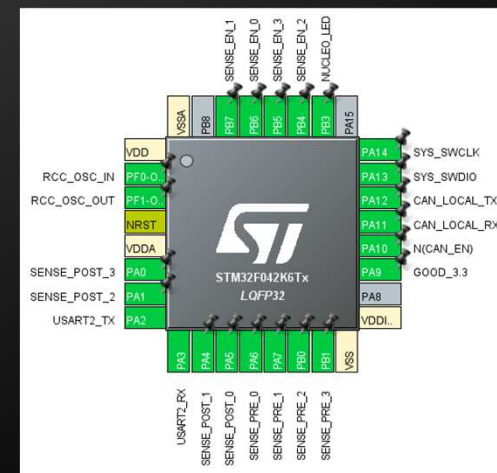 SENSE_EN_1
SENSE_EN_0
SENSE_EN_3
SENSE_EN_2
NUCLEO_LED
VSSA
PB8
PB7
PB6
PB5
PB4
PB3
PA15
VDD
RCC_OSC_IN PF0-O..
RCC_OSC_OUT PF1-O..
NRST
VDDA
SENSE_POST_3 PA0
SENSE_POST_2 PA1
USART2_TX PA2
ST
STM32F042K6Tx
LQFP32
PA14 SYS_SWCLK
PA13 SYS_SWDIO
PA12 CAN_LOCAL_TX
PA11 CAN_LOCAL_RX
PA10 N(CAN_EN)
PA9 GOOD_3.3
PA8
VDDI..
PA3
PA4
PA5
PA6
PA7
PB0
PB1
VSS
USART2_RX
SENSE_POST_1
SENSE_POST_0
SENSE_PRE_0
SENSE_PRE_1
SENSE_PRE_2
SENSE_PRE_3